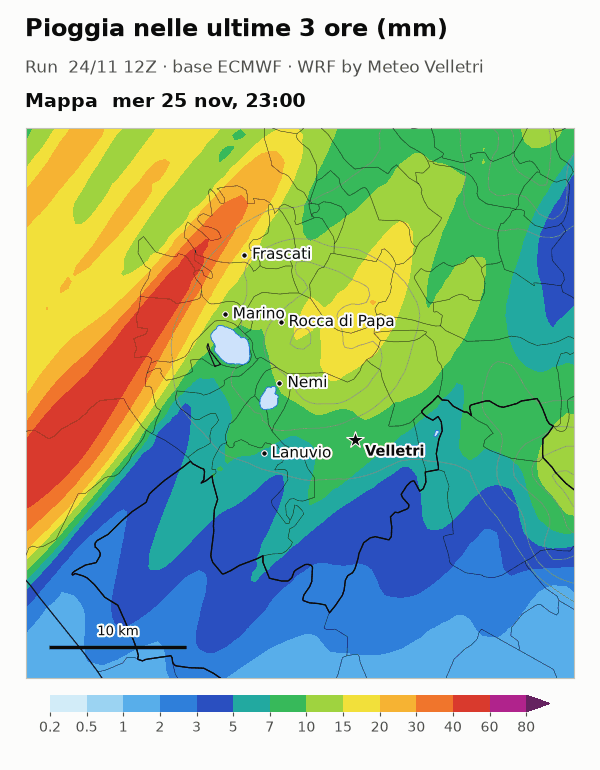 Pioggia nelle ultime 3 ore (mm)
Run  24/11 12Z · base ECMWF · WRF by Meteo Velletri
Mappa  mer 25 nov, 23:00
Frascati
Marino
Rocca di Papa
Nemi
Velletri
Lanuvio
10 km
0.2 0.5 1 2 3 5 7 10 15 20 30 40 60 80